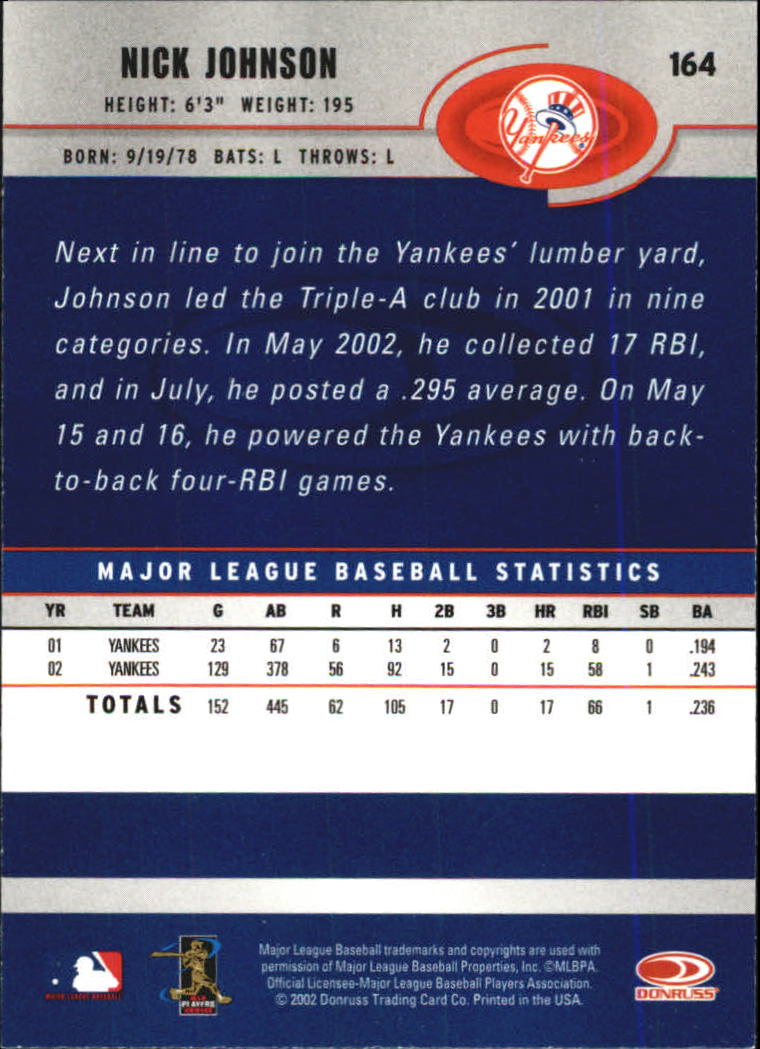 NICK JOHNSON
164
HEIGHT: 6'3" WEIGHT: 195
Yankees
BORN: 9/19/78 BATS: L THROWS: L
Next in line to join the Yankees' lumber yard,
Johnson led the Triple-A club in 2001 in nine
categories. In May 2002, he collected 17 RBI,
and in July, he posted a .295 average. On May
15 and 16, he powered the Yankees with back-
to-back four-RBI games.
MAJOR LEAGUE BASEBALL STATISTICS
YR TEAM G AB R H 2B 3B HR RBI SB BA
01 YANKEES 23 67 6 13 2 0 2 8 0 .194
02 YANKEES 129 378 56 92 15 0 15 58 1 .243
TOTALS 152 445 62 105 17 0 17 66 1 .236
Major League Baseball trademarks and copyrights are used with
permission of Major League Baseball Properties, Inc. ©MLBPA.
Official Licensee-Major League Baseball Players Association.
© 2002 Donruss Trading Card Co. Printed in the USA.
MAJOR LEAGUE BASEBALL
MLB
PLAYERS
CHOICE
DONRUSS